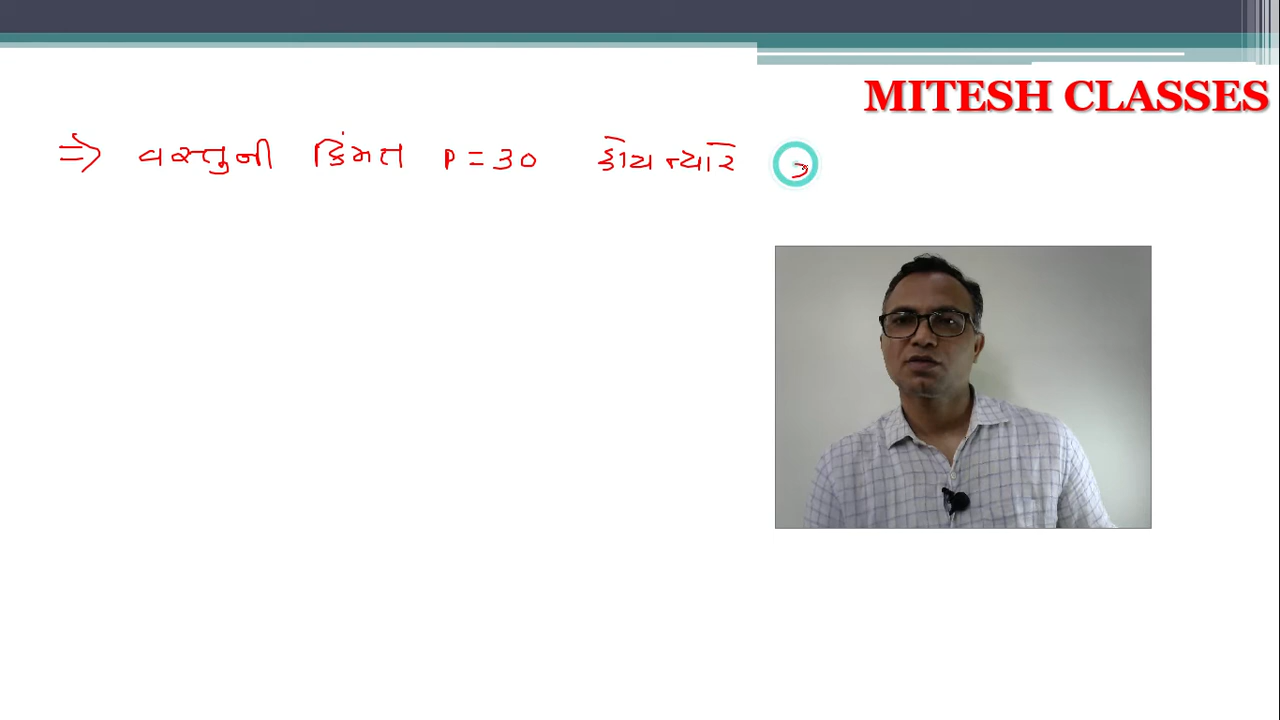 MITESH CLASSES
⇒ વસ્તુની કિંમત P = 30 હોય ત્યારે